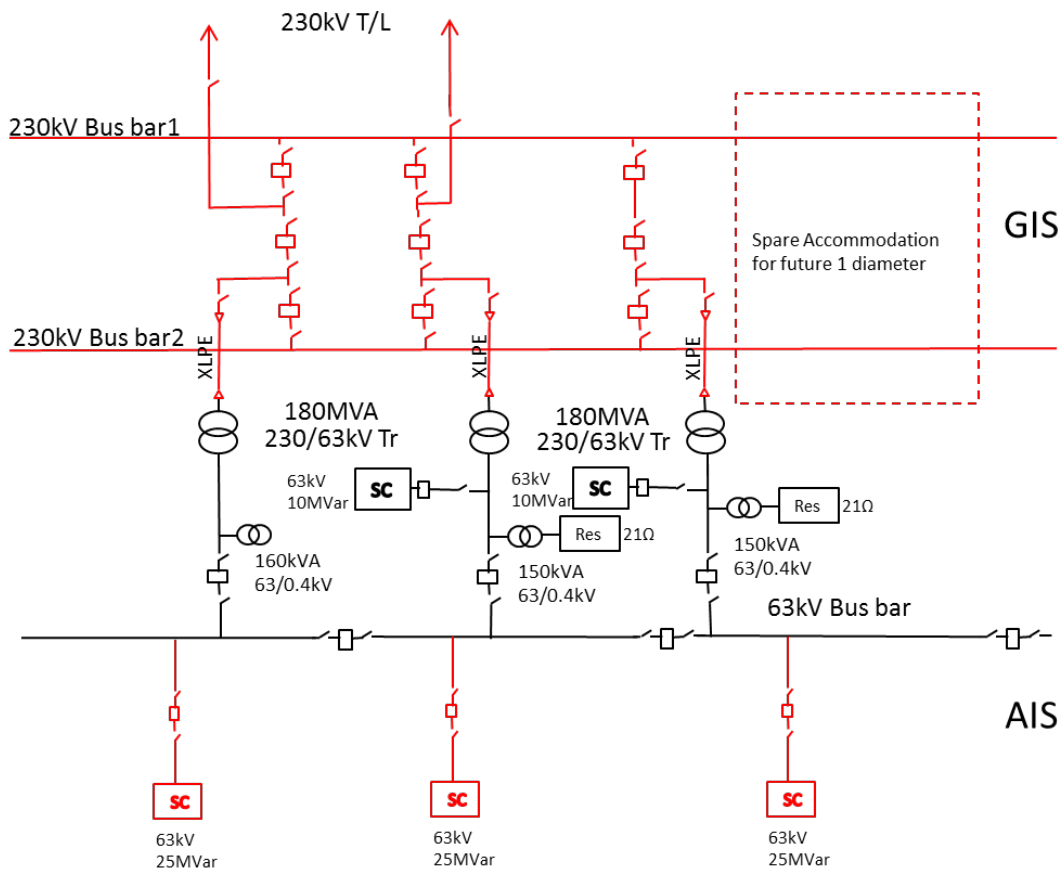 230kV T/L
230kV Bus bar1
GIS
Spare Accommodation
for future 1 diameter
230kV Bus bar2
XLPE
XLPE
XLPE
180MVA
230/63kV Tr
180MVA
230/63kV Tr
63kV
10MVar
SC
63kV
10MVar
SC
Res
21Ω
Res
21Ω
160kVA
63/0.4kV
150kVA
63/0.4kV
150kVA
63/0.4kV
63kV Bus bar
AIS
SC
63kV
25MVar
SC
63kV
25MVar
SC
63kV
25MVar